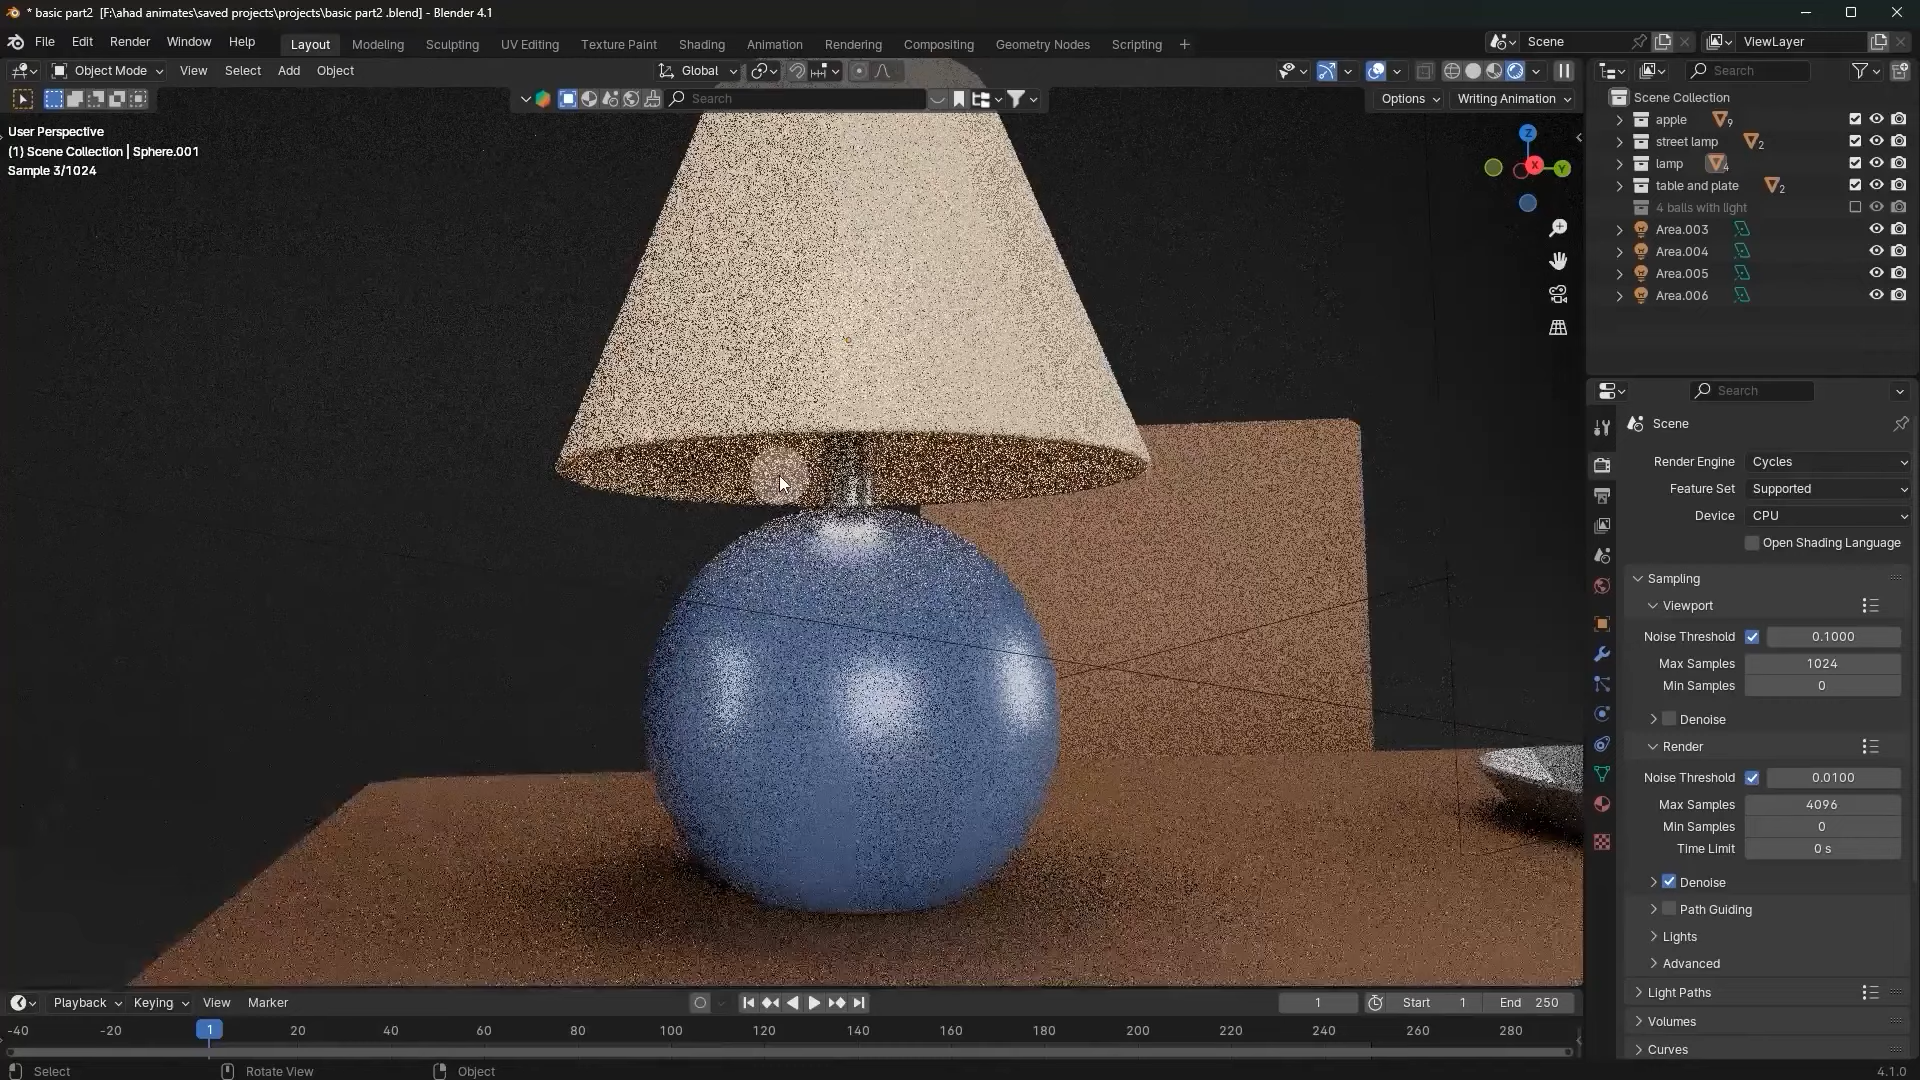 * basic part2 [F:\ahad animates\saved projects\projects\basic part2 .blend] - Blender 4.1
File Edit Render Window Help Layout Modeling Sculpting UV Editing Texture Paint Shading Animation Rendering Compositing Geometry Nodes Scripting + Scene ViewLayer
Object Mode View Select Add Object Global Search
Search Options Writing Animation
User Perspective
(1) Scene Collection | Sphere.001
Sample 3/1024
Z
X
Y
Scene Collection
apple 9
street lamp 2
lamp 4
table and plate 2
4 balls with light
Area.003
Area.004
Area.005
Area.006
Search
Scene
Render Engine Cycles
Feature Set Supported
Device CPU
Open Shading Language
Sampling
Viewport
Noise Threshold 0.1000
Max Samples 1024
Min Samples 0
Denoise
Render
Noise Threshold 0.0100
Max Samples 4096
Min Samples 0
Time Limit 0 s
Denoise
Path Guiding
Lights
Advanced
Light Paths
Volumes
Curves
Playback Keying View Marker 1 Start 1 End 250
-40 -20 1 20 40 60 80 100 120 140 160 180 200 220 240 260 280
Select Rotate View Object 4.1.0